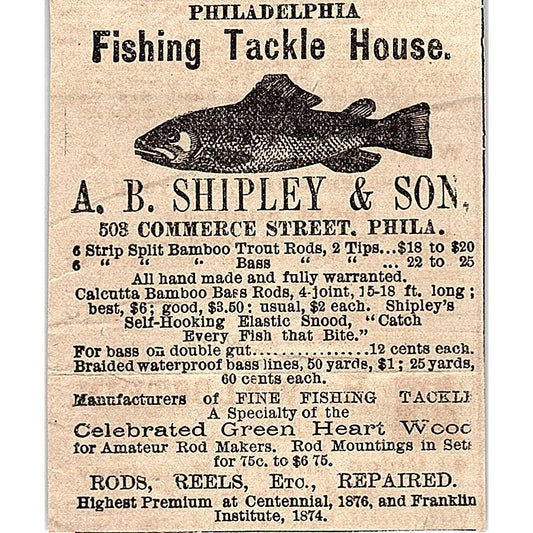 PHILADELPHIA
Fishing Tackle House.
A. B. SHIPLEY & SON,
503 COMMERCE STREET. PHILA.
6 Strip Split Bamboo Trout Rods, 2 Tips...$18 to $20
6 " " " Bass " " ... 22 to 25
All hand made and fully warranted.
Calcutta Bamboo Bass Rods, 4-joint, 15-18 ft. long;
best, $6; good, $3.50: usual, $2 each. Shipley's
Self-Hooking Elastic Snood, "Catch
Every Fish that Bite."
For bass on double gut...............12 cents each.
Braided waterproof bass lines, 50 yards, $1; 25 yards,
60 cents each.
Manufacturers of FINE FISHING TACKL
A Specialty of the
Celebrated Green Heart Wood
for Amateur Rod Makers. Rod Mountings in Sets
for 75c. to $6 75.
RODS, REELS, ETC., REPAIRED.
Highest Premium at Centennial, 1876, and Franklin
Institute, 1874.